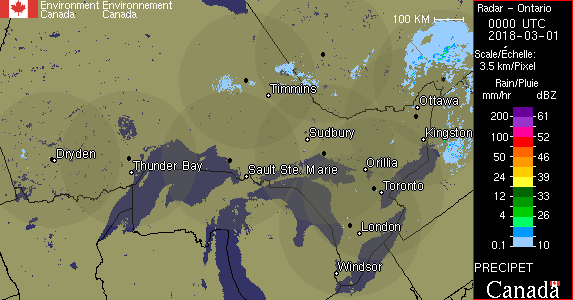 Environment Environnement
Canada Canada
100 KM
Timmins
Ottawa
Sudbury
Kingston
Dryden
Thunder Bay
Sault Ste. Marie
Orillia
Toronto
London
Windsor
Radar - Ontario
0000 UTC
2018-03-01
Scale/Échelle:
3.5 km/Pixel
Rain/Pluie
mm/hr dBZ
200 61
100 52
50 46
24 39
12 33
4 26
0.1 10
PRECIPET
Canada